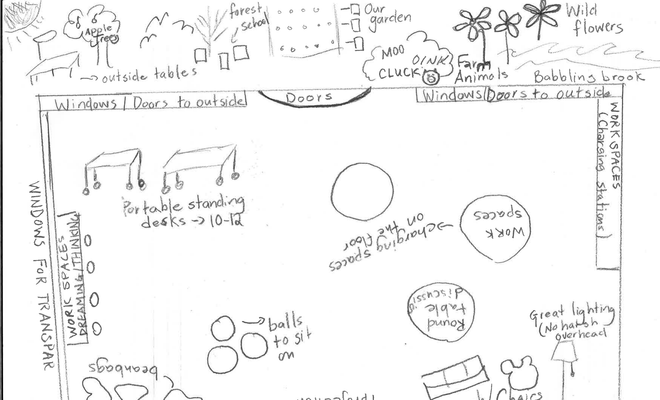 forest
school
Our
garden
Wild
flowers
Apple
Tree
MOO
OINK
CLUCK
Farm
Animals
Babbling brook
→ outside tables
Windows/Doors to outside
Doors
Windows/Doors to outside
WORK SPACES
(Charging stations)
Portable standing
desks → 10-12
WINDOWS FOR TRANSPAR
WORK SPACES
DREAMING/THINKING
→ charging spaces
on the floor
Work
spaces
Round
table
→ balls
to sit
on
Great lighting
(No harsh
overhead
beanbags
W/Chairs